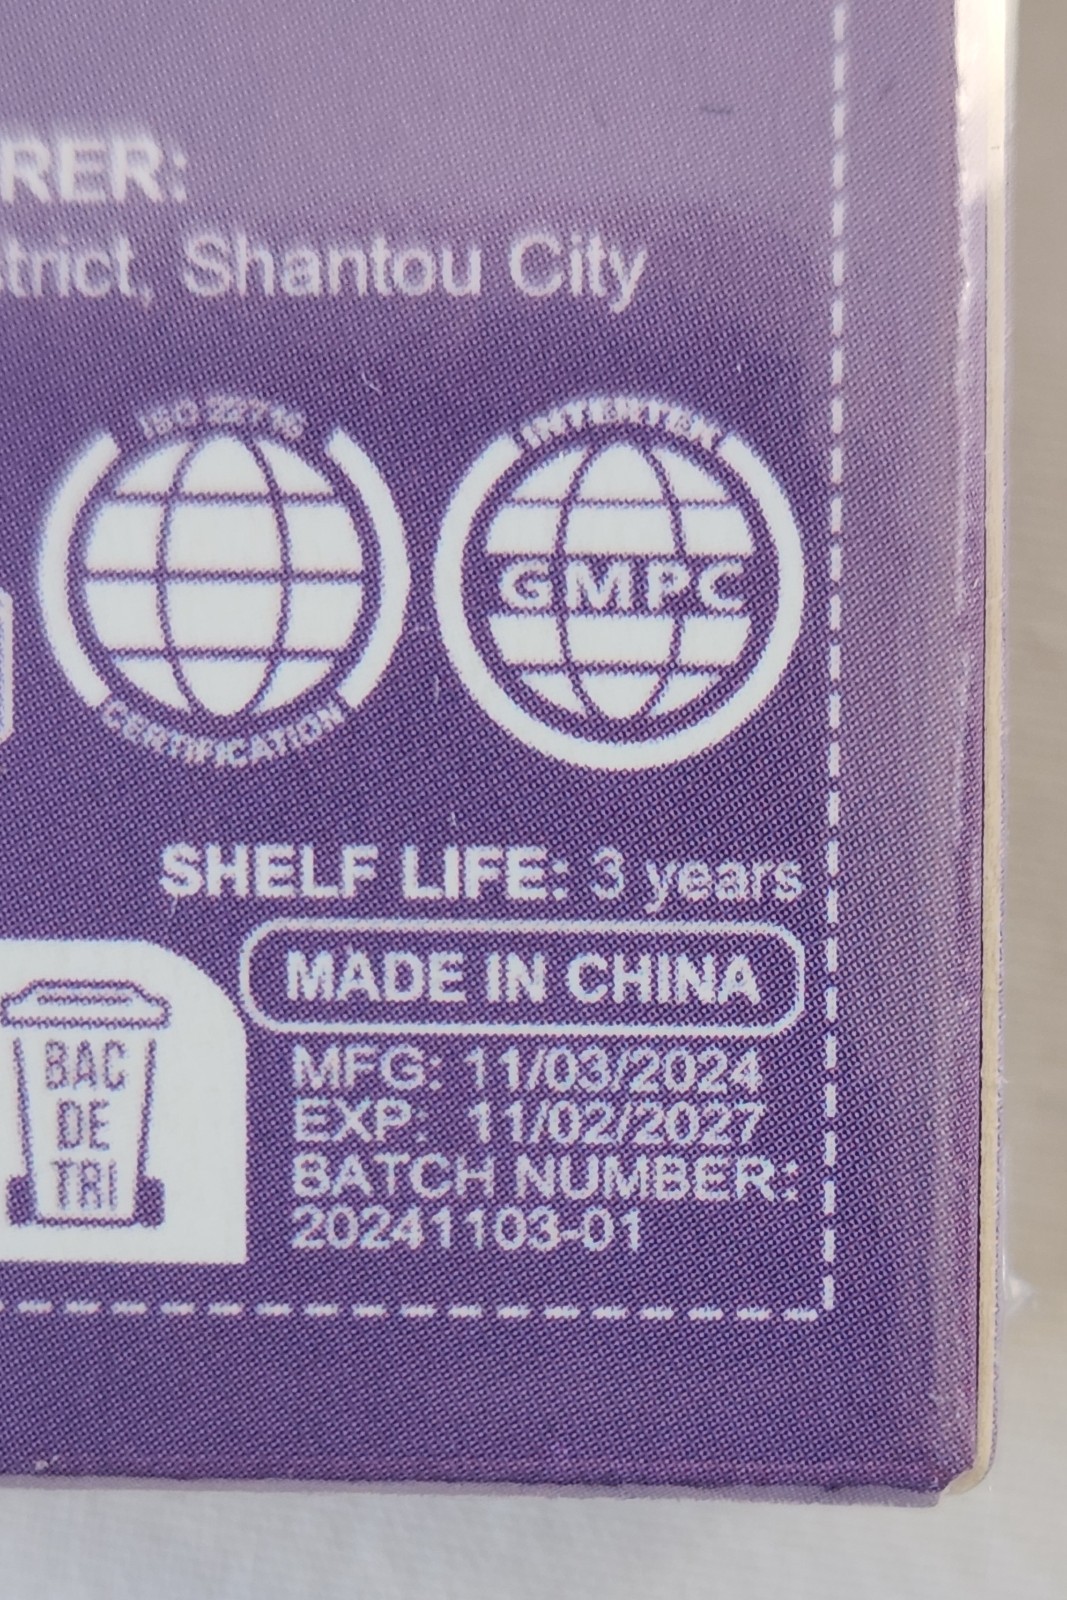 RER:
strict, Shantou City
ISO 22716
CERTIFICATION
INTERTEK
GMPC
SHELF LIFE: 3 years
MADE IN CHINA
BAC
DE
TRI
MFG: 11/03/2024
EXP: 11/02/2027
BATCH NUMBER:
20241103-01